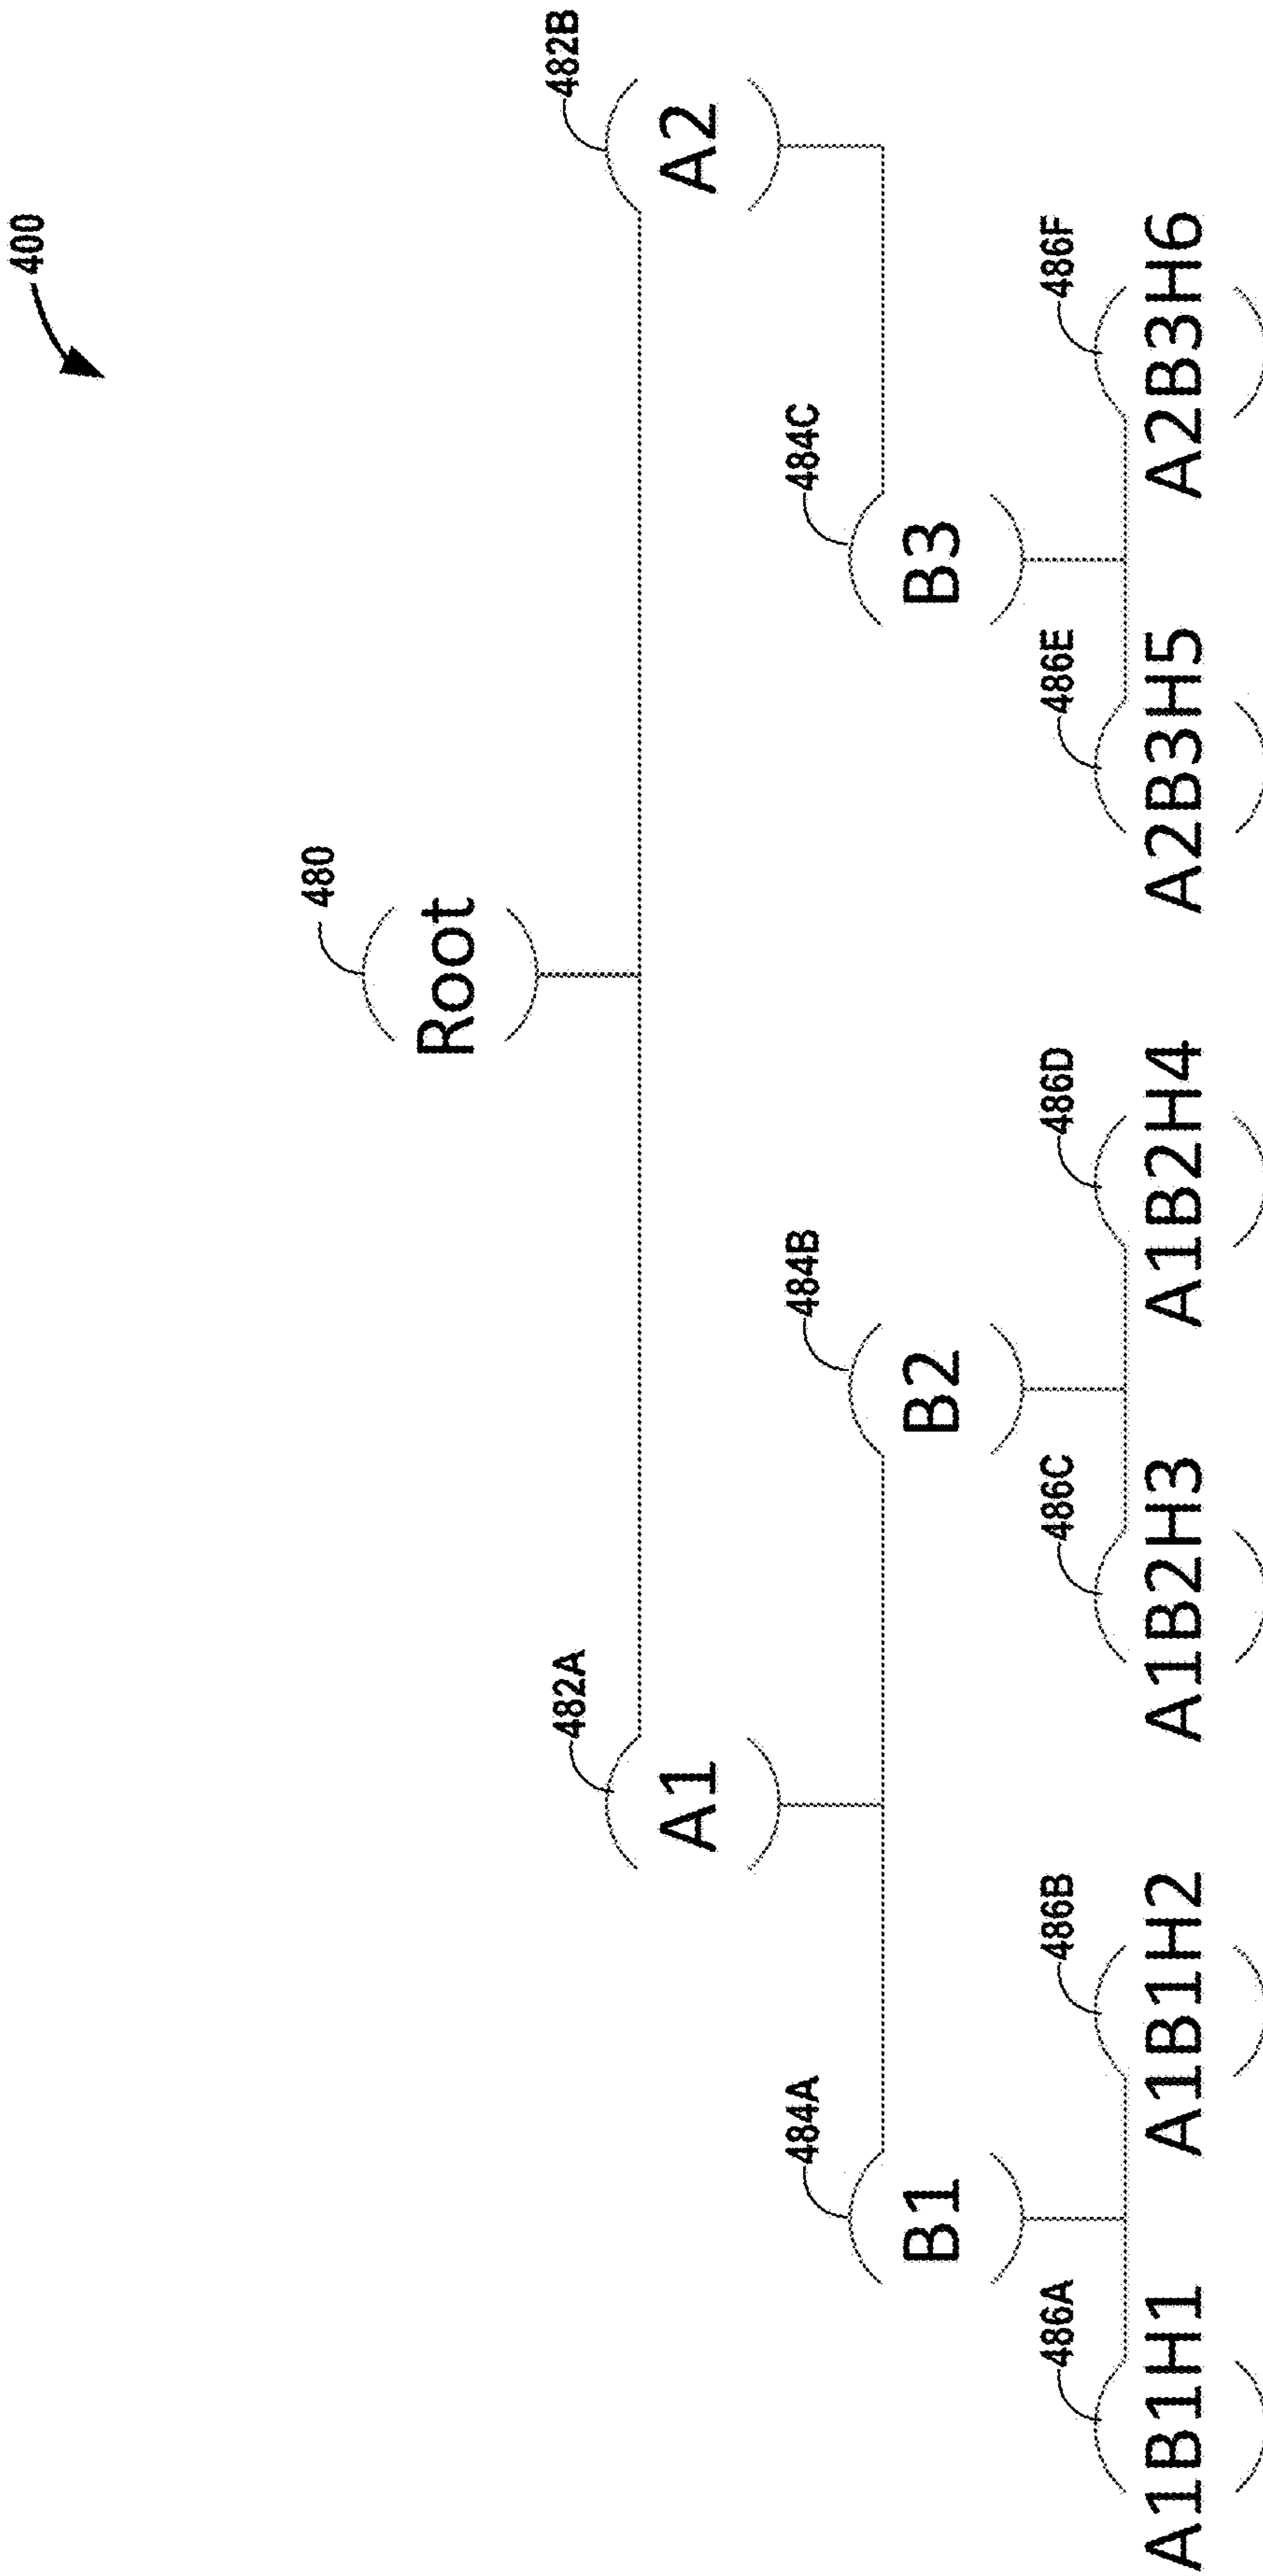 400
480
Root
482A
482B
A1
A2
484A
484B
484C
B1
B2
B3
486A
486B
486C
486D
486E
486F
A1B1H1
A1B1H2
A1B2H3
A1B2H4
A2B3H5
A2B3H6